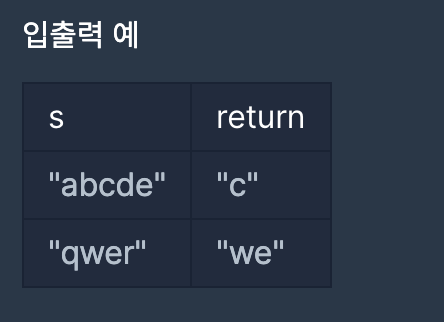 입출력 예
s return
"abcde" "c"
"qwer" "we"